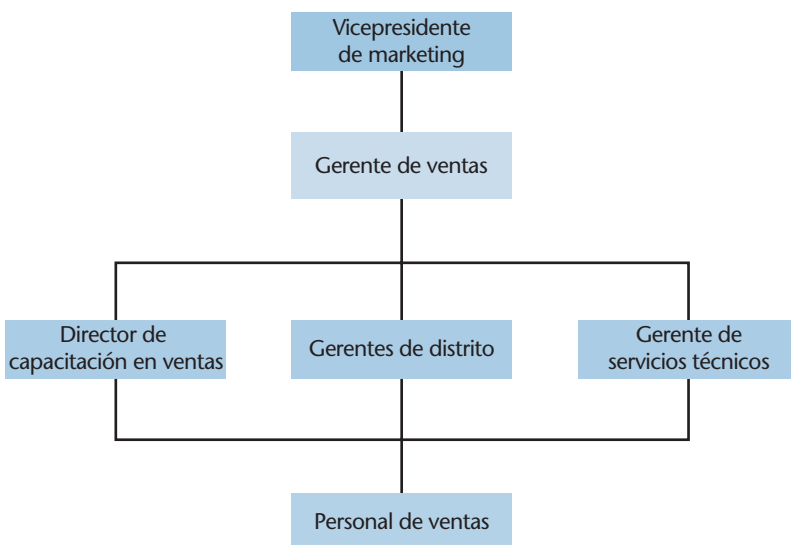 Vicepresidente
de marketing
Gerente de ventas
Director de
capacitación en ventas
Gerentes de distrito
Gerente de
servicios técnicos
Personal de ventas